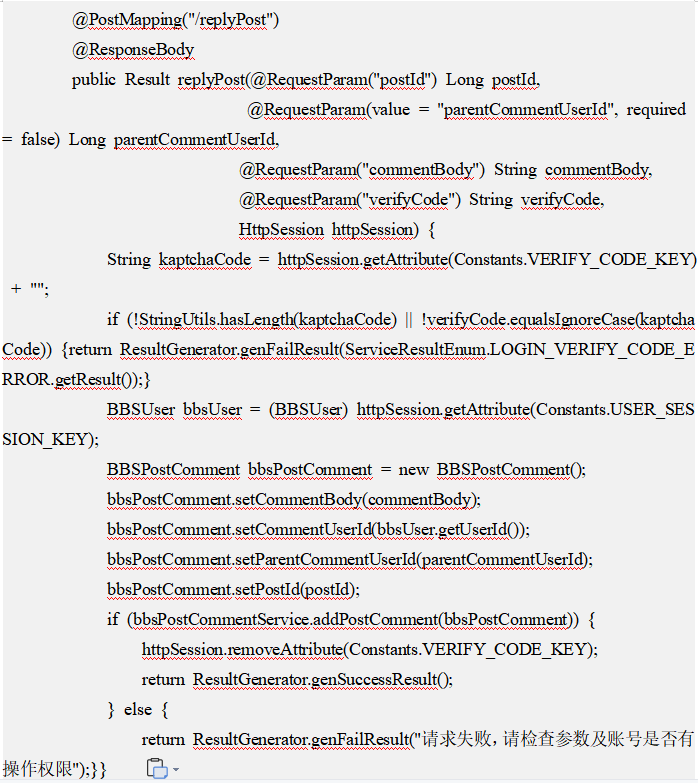 @PostMapping("/replyPost")
@ResponseBody
public Result replyPost(@RequestParam("postId") Long postId,
@RequestParam(value = "parentCommentUserId", required
= false) Long parentCommentUserId,
@RequestParam("commentBody") String commentBody,
@RequestParam("verifyCode") String verifyCode,
HttpSession httpSession) {
String kaptchaCode = httpSession.getAttribute(Constants.VERIFY_CODE_KEY)
+ "";
if (!StringUtils.hasLength(kaptchaCode) || !verifyCode.equalsIgnoreCase(kaptcha
Code)) {return ResultGenerator.genFailResult(ServiceResultEnum.LOGIN_VERIFY_CODE_E
RROR.getResult());}
BBSUser bbsUser = (BBSUser) httpSession.getAttribute(Constants.USER_SES
SION_KEY);
BBSPostComment bbsPostComment = new BBSPostComment();
bbsPostComment.setCommentBody(commentBody);
bbsPostComment.setCommentUserId(bbsUser.getUserId());
bbsPostComment.setParentCommentUserId(parentCommentUserId);
bbsPostComment.setPostId(postId);
if (bbsPostCommentService.addPostComment(bbsPostComment)) {
httpSession.removeAttribute(Constants.VERIFY_CODE_KEY);
return ResultGenerator.genSuccessResult();
} else {
return ResultGenerator.genFailResult("请求失败,请检查参数及账号是否有
操作权限");}}